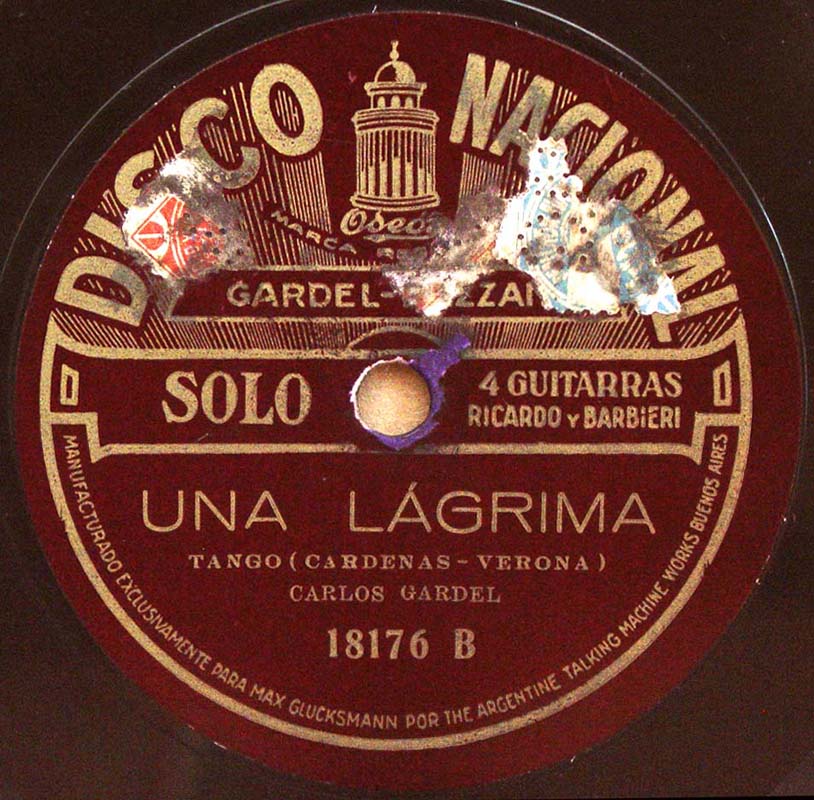 DISCO NACIONAL
Odeo
MARCA
GARDEL-
SOLO
4 GUITARRAS
RICARDO Y BARBIERI
UNA LÁGRIMA
TANGO (CARDENAS - VERONA)
CARLOS GARDEL
18176 B
MANUFACTURADO EXCLUSIVAMENTE PARA MAX GLUCKSMANN POR THE ARGENTINE TALKING MACHINE WORKS BUENOS AIRES